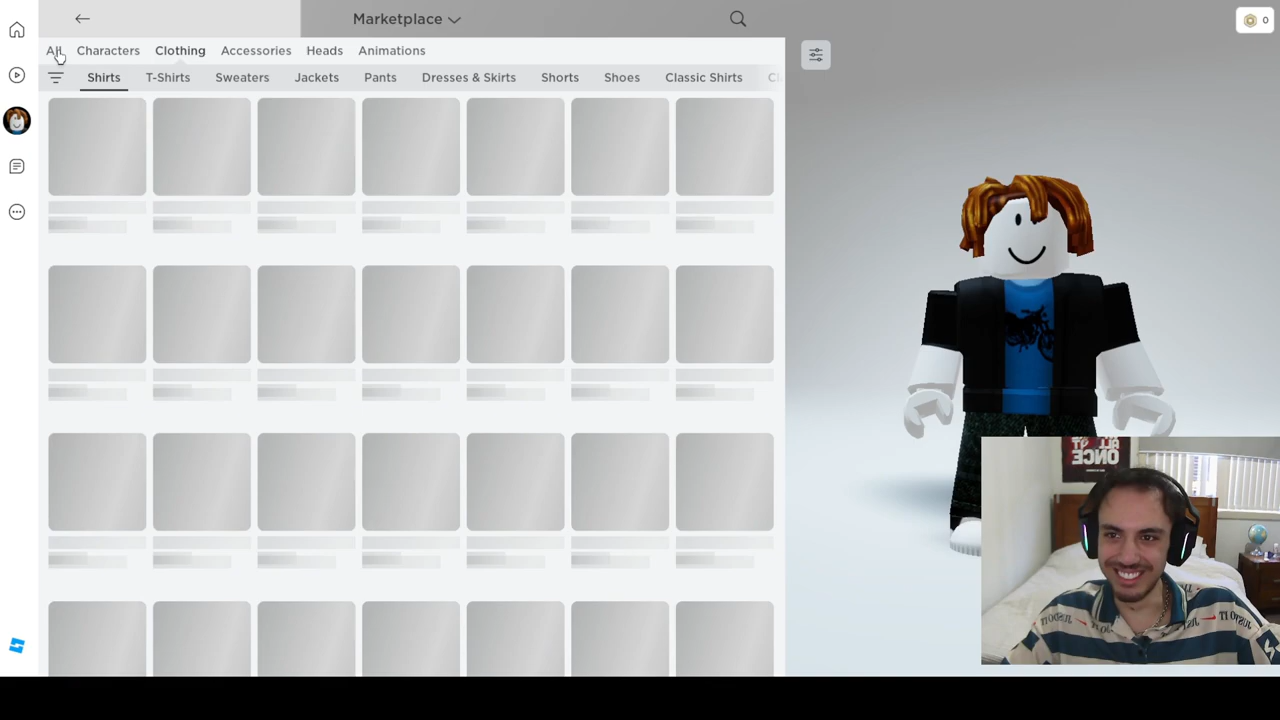 Marketplace
0
All Characters Clothing Accessories Heads Animations
Shirts T-Shirts Sweaters Jackets Pants Dresses & Skirts Shorts Shoes Classic Shirts
ONCE